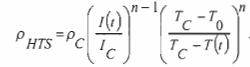 ρ_HTS = ρ_C (I(t)/I_C)^(n−1) ((T_C − T_0)/(T_C − T(t))).